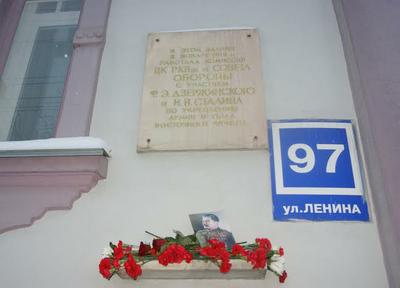 В ЭТОМ ЗДАНИИ
В ЯНВАРЕ 1919 г.
РАБОТАЛА КОМИССИЯ
ЦК РКП(б) и СОВЕТА
ОБОРОНЫ
С УЧАСТИЕМ
Ф. Э. ДЗЕРЖИНСКОГО
и И. В. СТАЛИНА
ПО УКРЕПЛЕНИЮ
АРМИИ И ТЫЛА
ВОСТОЧНОГО ФРОНТА
97
ул. ЛЕНИНА